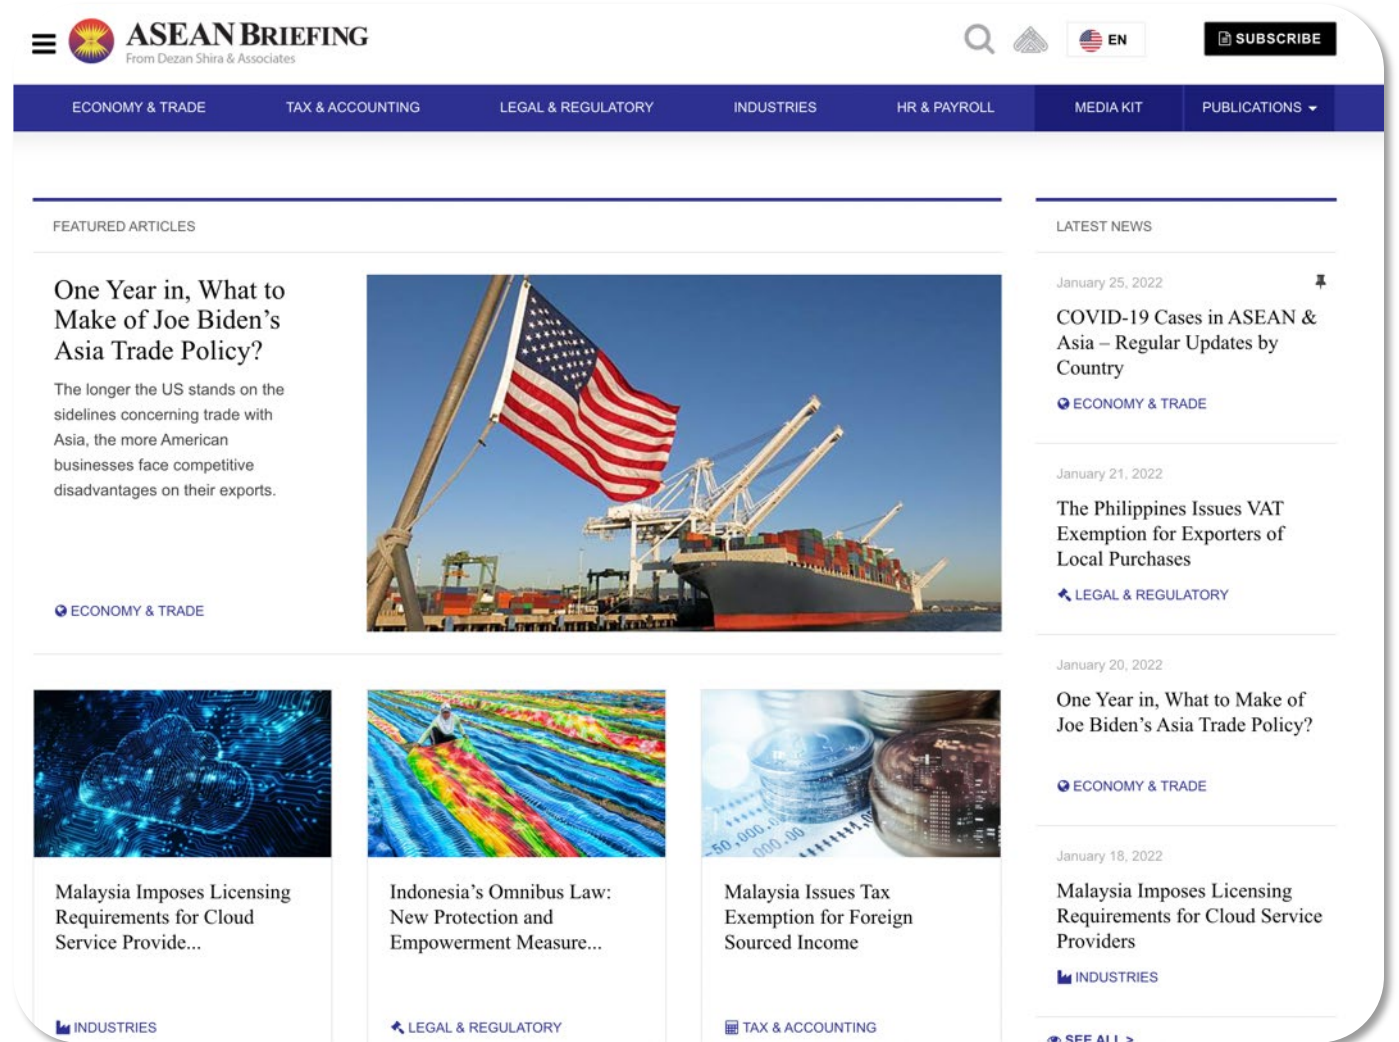 ASEAN BRIEFING
From Dezan Shira & Associates
EN
SUBSCRIBE
ECONOMY & TRADE
TAX & ACCOUNTING
LEGAL & REGULATORY
INDUSTRIES
HR & PAYROLL
MEDIA KIT
PUBLICATIONS
FEATURED ARTICLES
One Year in, What to
Make of Joe Biden's
Asia Trade Policy?
The longer the US stands on the
sidelines concerning trade with
Asia, the more American
businesses face competitive
disadvantages on their exports.
ECONOMY & TRADE
Malaysia Imposes Licensing
Requirements for Cloud
Service Provide...
INDUSTRIES
50,000.00
000.00
Indonesia's Omnibus Law:
New Protection and
Empowerment Measure...
LEGAL & REGULATORY
Malaysia Issues Tax
Exemption for Foreign
Sourced Income
TAX & ACCOUNTING
LATEST NEWS
January 25, 2022
COVID-19 Cases in ASEAN &
Asia – Regular Updates by
Country
ECONOMY & TRADE
January 21, 2022
The Philippines Issues VAT
Exemption for Exporters of
Local Purchases
LEGAL & REGULATORY
January 20, 2022
One Year in, What to Make of
Joe Biden's Asia Trade Policy?
ECONOMY & TRADE
January 18, 2022
Malaysia Imposes Licensing
Requirements for Cloud Service
Providers
INDUSTRIES
SEE ALL >